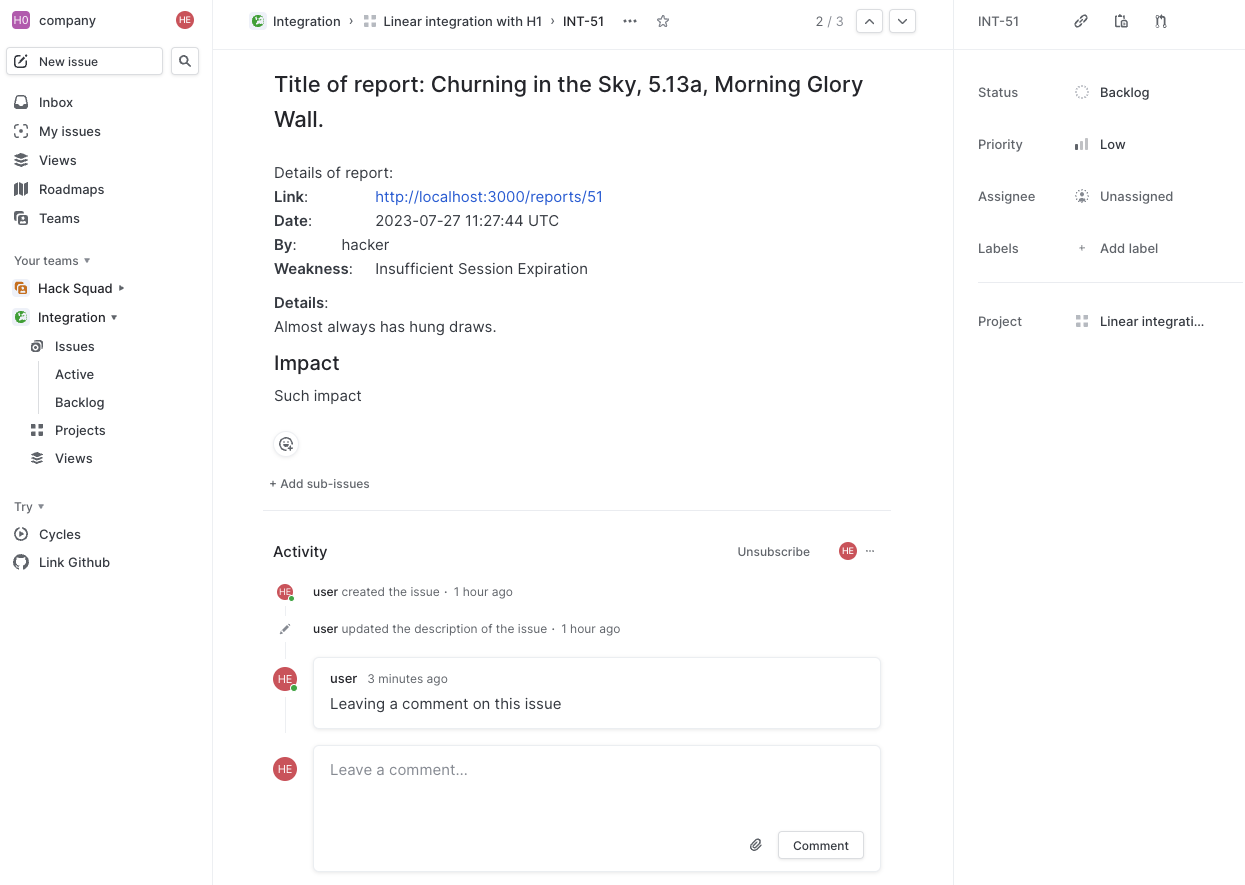 H0 company HE
New issue
Inbox
My issues
Views
Roadmaps
Teams
Your teams
Hack Squad
Integration
Issues
Active
Backlog
Projects
Views
Try
Cycles
Link Github
Integration › Linear integration with H1 › INT-51 ··· 2 / 3
Title of report: Churning in the Sky, 5.13a, Morning Glory
Wall.
Details of report:
Link: http://localhost:3000/reports/51
Date: 2023-07-27 11:27:44 UTC
By: hacker
Weakness: Insufficient Session Expiration
Details:
Almost always has hung draws.
Impact
Such impact
+ Add sub-issues
Activity Unsubscribe HE ···
HE user created the issue · 1 hour ago
user updated the description of the issue · 1 hour ago
HE user 3 minutes ago
Leaving a comment on this issue
HE Leave a comment...
Comment
INT-51
Status Backlog
Priority Low
Assignee Unassigned
Labels + Add label
Project Linear integrati...